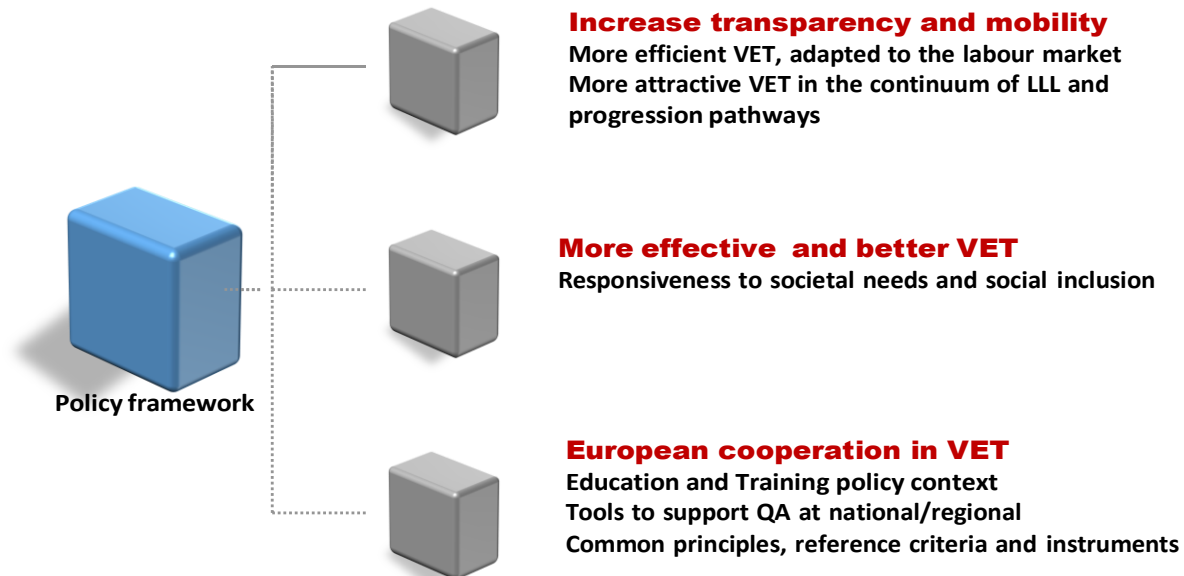 Increase transparency and mobility
More efficient VET, adapted to the labour market
More attractive VET in the continuum of LLL and
progression pathways
More effective and better VET
Responsiveness to societal needs and social inclusion
Policy framework
European cooperation in VET
Education and Training policy context
Tools to support QA at national/regional
Common principles, reference criteria and instruments